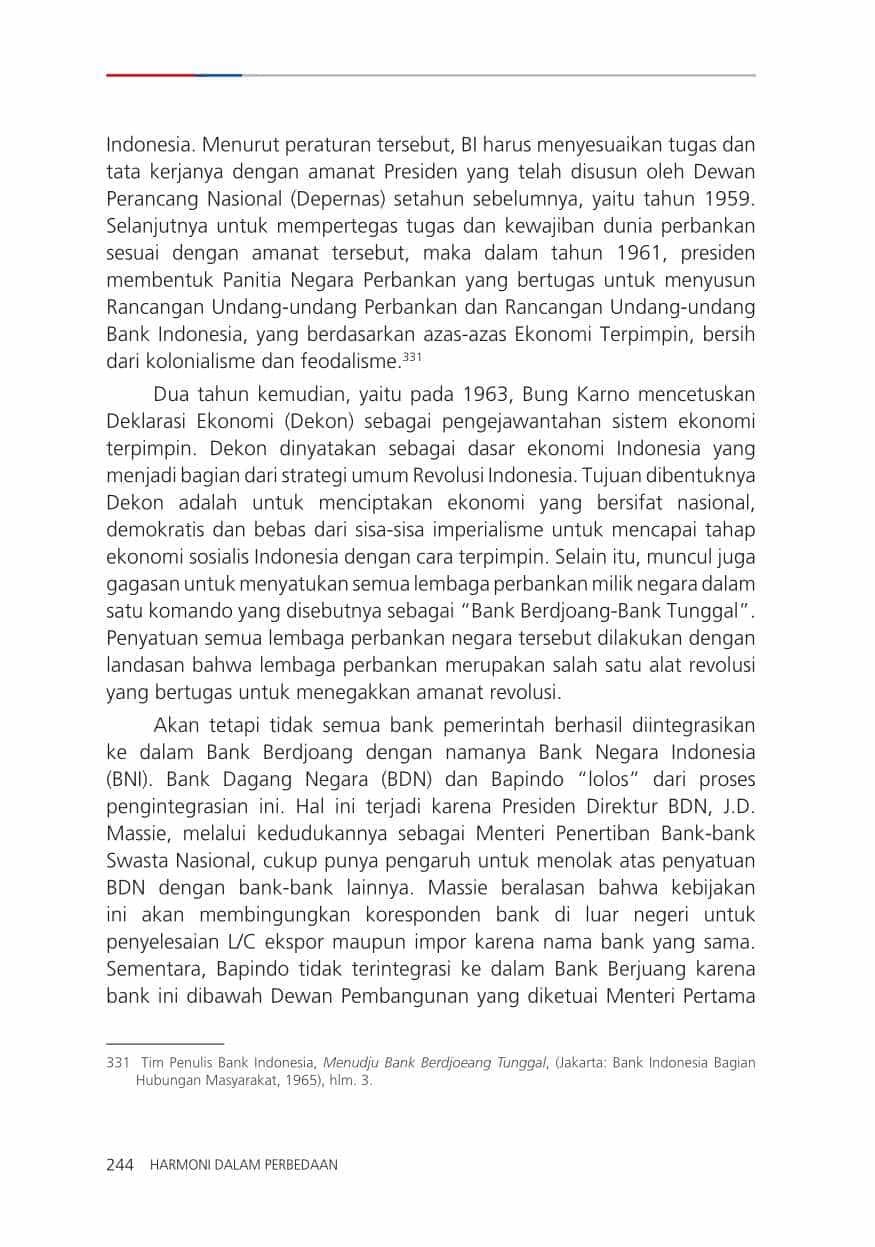 Indonesia. Menurut peraturan tersebut, BI harus menyesuaikan tugas dan
tata kerjanya dengan amanat Presiden yang telah disusun oleh Dewan
Perancang Nasional (Depernas) setahun sebelumnya, yaitu tahun 1959.
Selanjutnya untuk mempertegas tugas dan kewajiban dunia perbankan
sesuai dengan amanat tersebut, maka dalam tahun 1961, presiden
membentuk Panitia Negara Perbankan yang bertugas untuk menyusun
Rancangan Undang-undang Perbankan dan Rancangan Undang-undang
Bank Indonesia, yang berdasarkan azas-azas Ekonomi Terpimpin, bersih
dari kolonialisme dan feodalisme.331
Dua tahun kemudian, yaitu pada 1963, Bung Karno mencetuskan
Deklarasi Ekonomi (Dekon) sebagai pengejawantahan sistem ekonomi
terpimpin. Dekon dinyatakan sebagai dasar ekonomi Indonesia yang
menjadi bagian dari strategi umum Revolusi Indonesia. Tujuan dibentuknya
Dekon adalah untuk menciptakan ekonomi yang bersifat nasional,
demokratis dan bebas dari sisa-sisa imperialisme untuk mencapai tahap
ekonomi sosialis Indonesia dengan cara terpimpin. Selain itu, muncul juga
gagasan untuk menyatukan semua lembaga perbankan milik negara dalam
satu komando yang disebutnya sebagai “Bank Berdjoang-Bank Tunggal”.
Penyatuan semua lembaga perbankan negara tersebut dilakukan dengan
landasan bahwa lembaga perbankan merupakan salah satu alat revolusi
yang bertugas untuk menegakkan amanat revolusi.
Akan tetapi tidak semua bank pemerintah berhasil diintegrasikan
ke dalam Bank Berdjoang dengan namanya Bank Negara Indonesia
(BNI). Bank Dagang Negara (BDN) dan Bapindo “lolos” dari proses
pengintegrasian ini. Hal ini terjadi karena Presiden Direktur BDN, J.D.
Massie, melalui kedudukannya sebagai Menteri Penertiban Bank-bank
Swasta Nasional, cukup punya pengaruh untuk menolak atas penyatuan
BDN dengan bank-bank lainnya. Massie beralasan bahwa kebijakan
ini akan membingungkan koresponden bank di luar negeri untuk
penyelesaian L/C ekspor maupun impor karena nama bank yang sama.
Sementara, Bapindo tidak terintegrasi ke dalam Bank Berjuang karena
bank ini dibawah Dewan Pembangunan yang diketuai Menteri Pertama
331 Tim Penulis Bank Indonesia, Menudju Bank Berdjoeang Tunggal, (Jakarta: Bank Indonesia Bagian
Hubungan Masyarakat, 1965), hlm. 3.
244 HARMONI DALAM PERBEDAAN